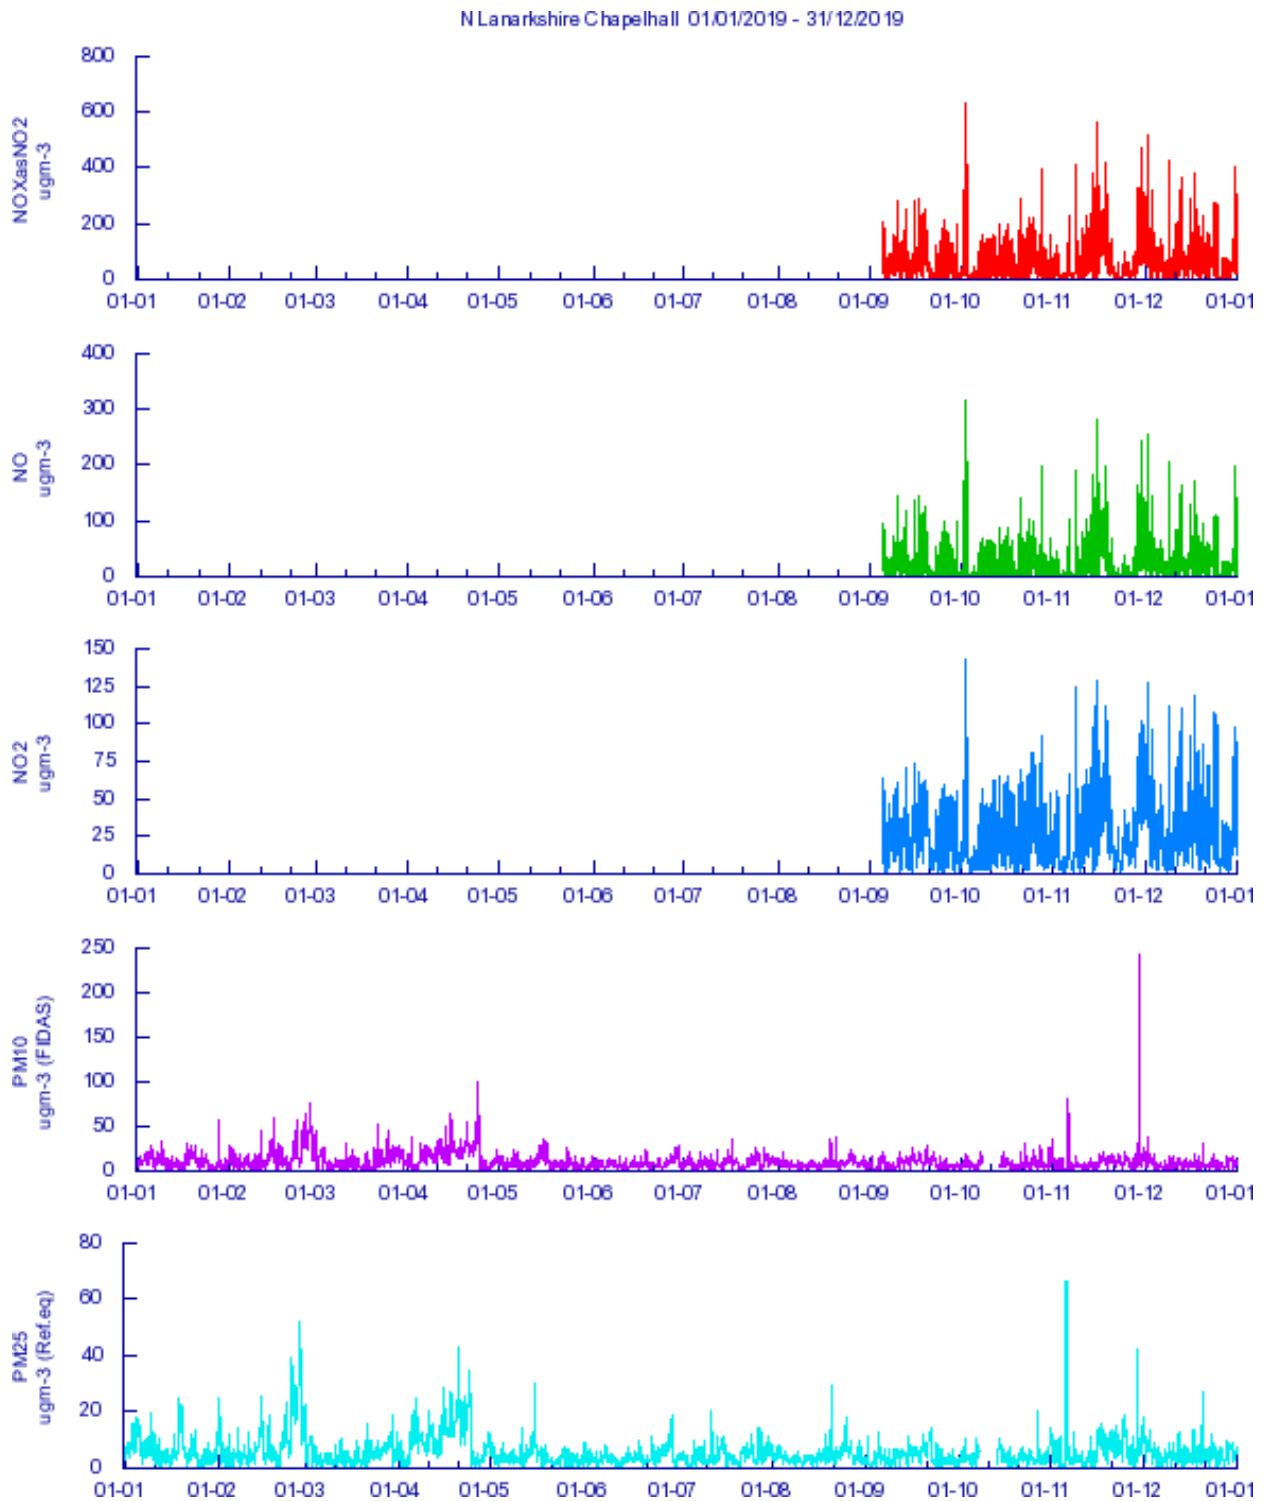 N Lanarkshire Chapelhall 01/01/2019 - 31/12/2019
NOXasNO2
ugm-3
800
600
400
200
0
01-01 01-02 01-03 01-04 01-05 01-06 01-07 01-08 01-09 01-10 01-11 01-12 01-01
NO
ugm-3
400
300
200
100
0
01-01 01-02 01-03 01-04 01-05 01-06 01-07 01-08 01-09 01-10 01-11 01-12 01-01
NO2
ugm-3
150
125
100
75
50
25
0
01-01 01-02 01-03 01-04 01-05 01-06 01-07 01-08 01-09 01-10 01-11 01-12 01-01
PM10
ugm-3 (FIDAS)
250
200
150
100
50
0
01-01 01-02 01-03 01-04 01-05 01-06 01-07 01-08 01-09 01-10 01-11 01-12 01-01
PM25
ugm-3 (Ref.eq)
80
60
40
20
0
01-01 01-02 01-03 01-04 01-05 01-06 01-07 01-08 01-09 01-10 01-11 01-12 01-01